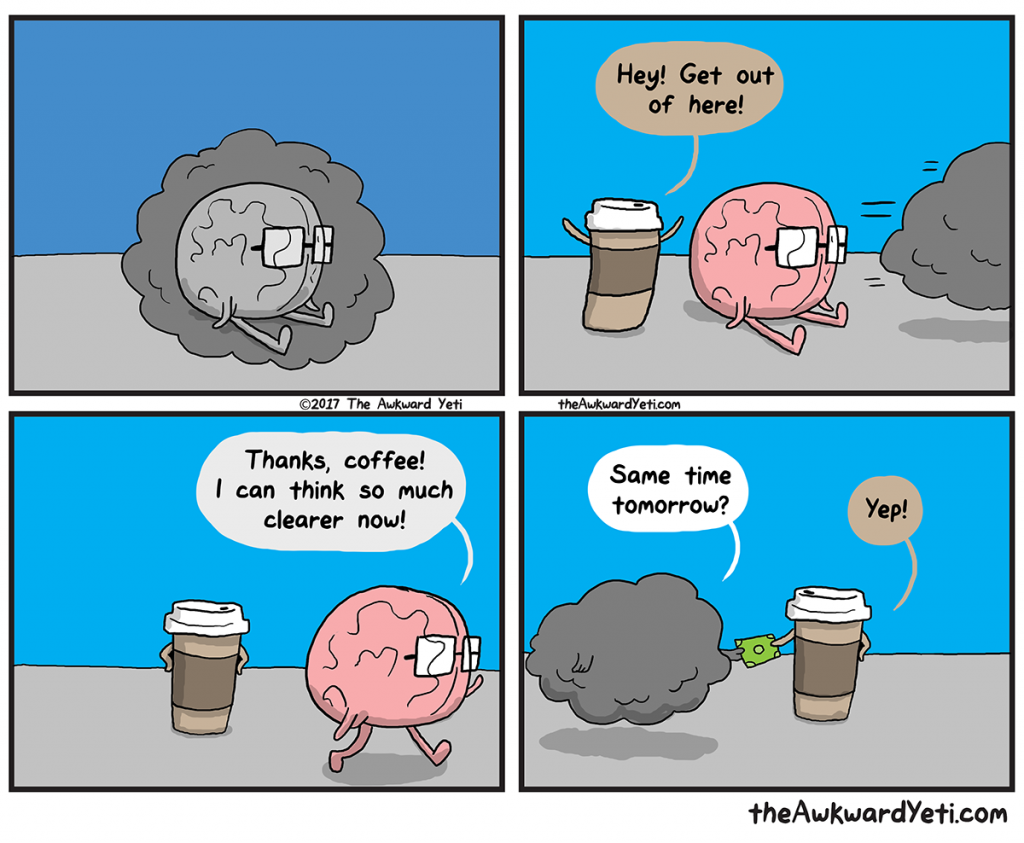 Hey! Get out
of here!
©2017 The Awkward Yeti
theAwkwardYeti.com
Thanks, coffee!
I can think so much
clearer now!
Same time
tomorrow?
Yep!
theAwkwardYeti.com